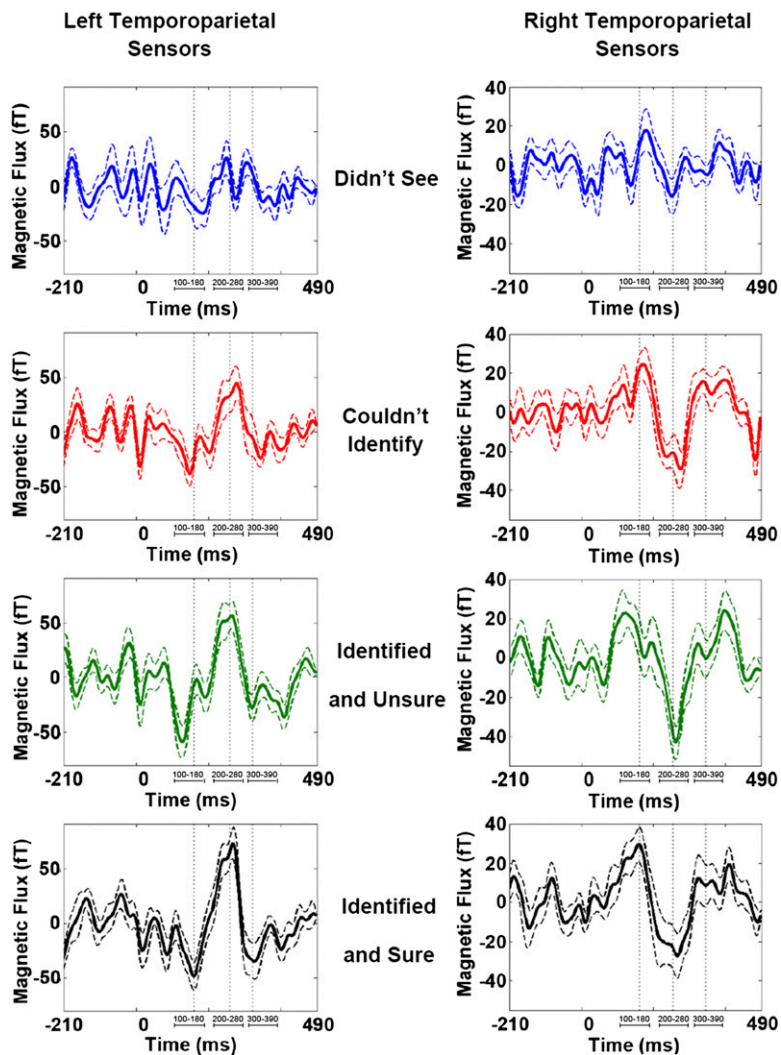 Left Temporoparietal
Sensors
Right Temporoparietal
Sensors
Magnetic Flux (fT)
50
0
-50
-210
0
490
100-180
200-280
300-390
Time (ms)
Didn't See
Magnetic Flux (fT)
40
20
0
-20
-40
-210
0
490
100-180
200-280
300-390
Time (ms)
Magnetic Flux (fT)
50
0
-50
-210
0
490
100-180
200-280
300-390
Time (ms)
Couldn't
Identify
Magnetic Flux (fT)
40
20
0
-20
-40
-210
0
490
100-180
200-280
300-390
Time (ms)
Magnetic Flux (fT)
50
0
-50
-210
0
490
100-180
200-280
300-390
Time (ms)
Identified
and Unsure
Magnetic Flux (fT)
40
20
0
-20
-40
-210
0
490
100-180
200-280
300-390
Time (ms)
Magnetic Flux (fT)
50
0
-50
-210
0
490
100-180
200-280
300-390
Time (ms)
Identified
and Sure
Magnetic Flux (fT)
40
20
0
-20
-40
-210
0
490
100-180
200-280
300-390
Time (ms)